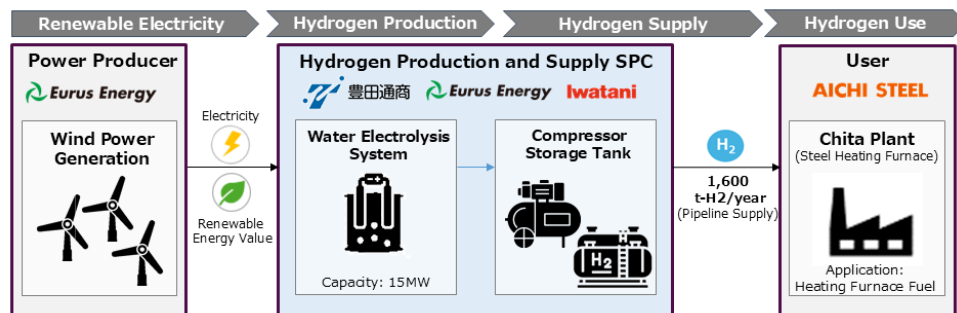 Renewable Electricity
Hydrogen Production
Hydrogen Supply
Hydrogen Use
Power Producer
Eurus Energy
Wind Power
Generation
Electricity
Renewable
Energy Value
Hydrogen Production and Supply SPC
豊田通商
Eurus Energy
Iwatani
Water Electrolysis
System
Capacity: 15MW
Compressor
Storage Tank
H2
H₂
1,600
t-H2/year
(Pipeline Supply)
User
AICHI STEEL
Chita Plant
(Steel Heating Furnace)
Application:
Heating Furnace Fuel